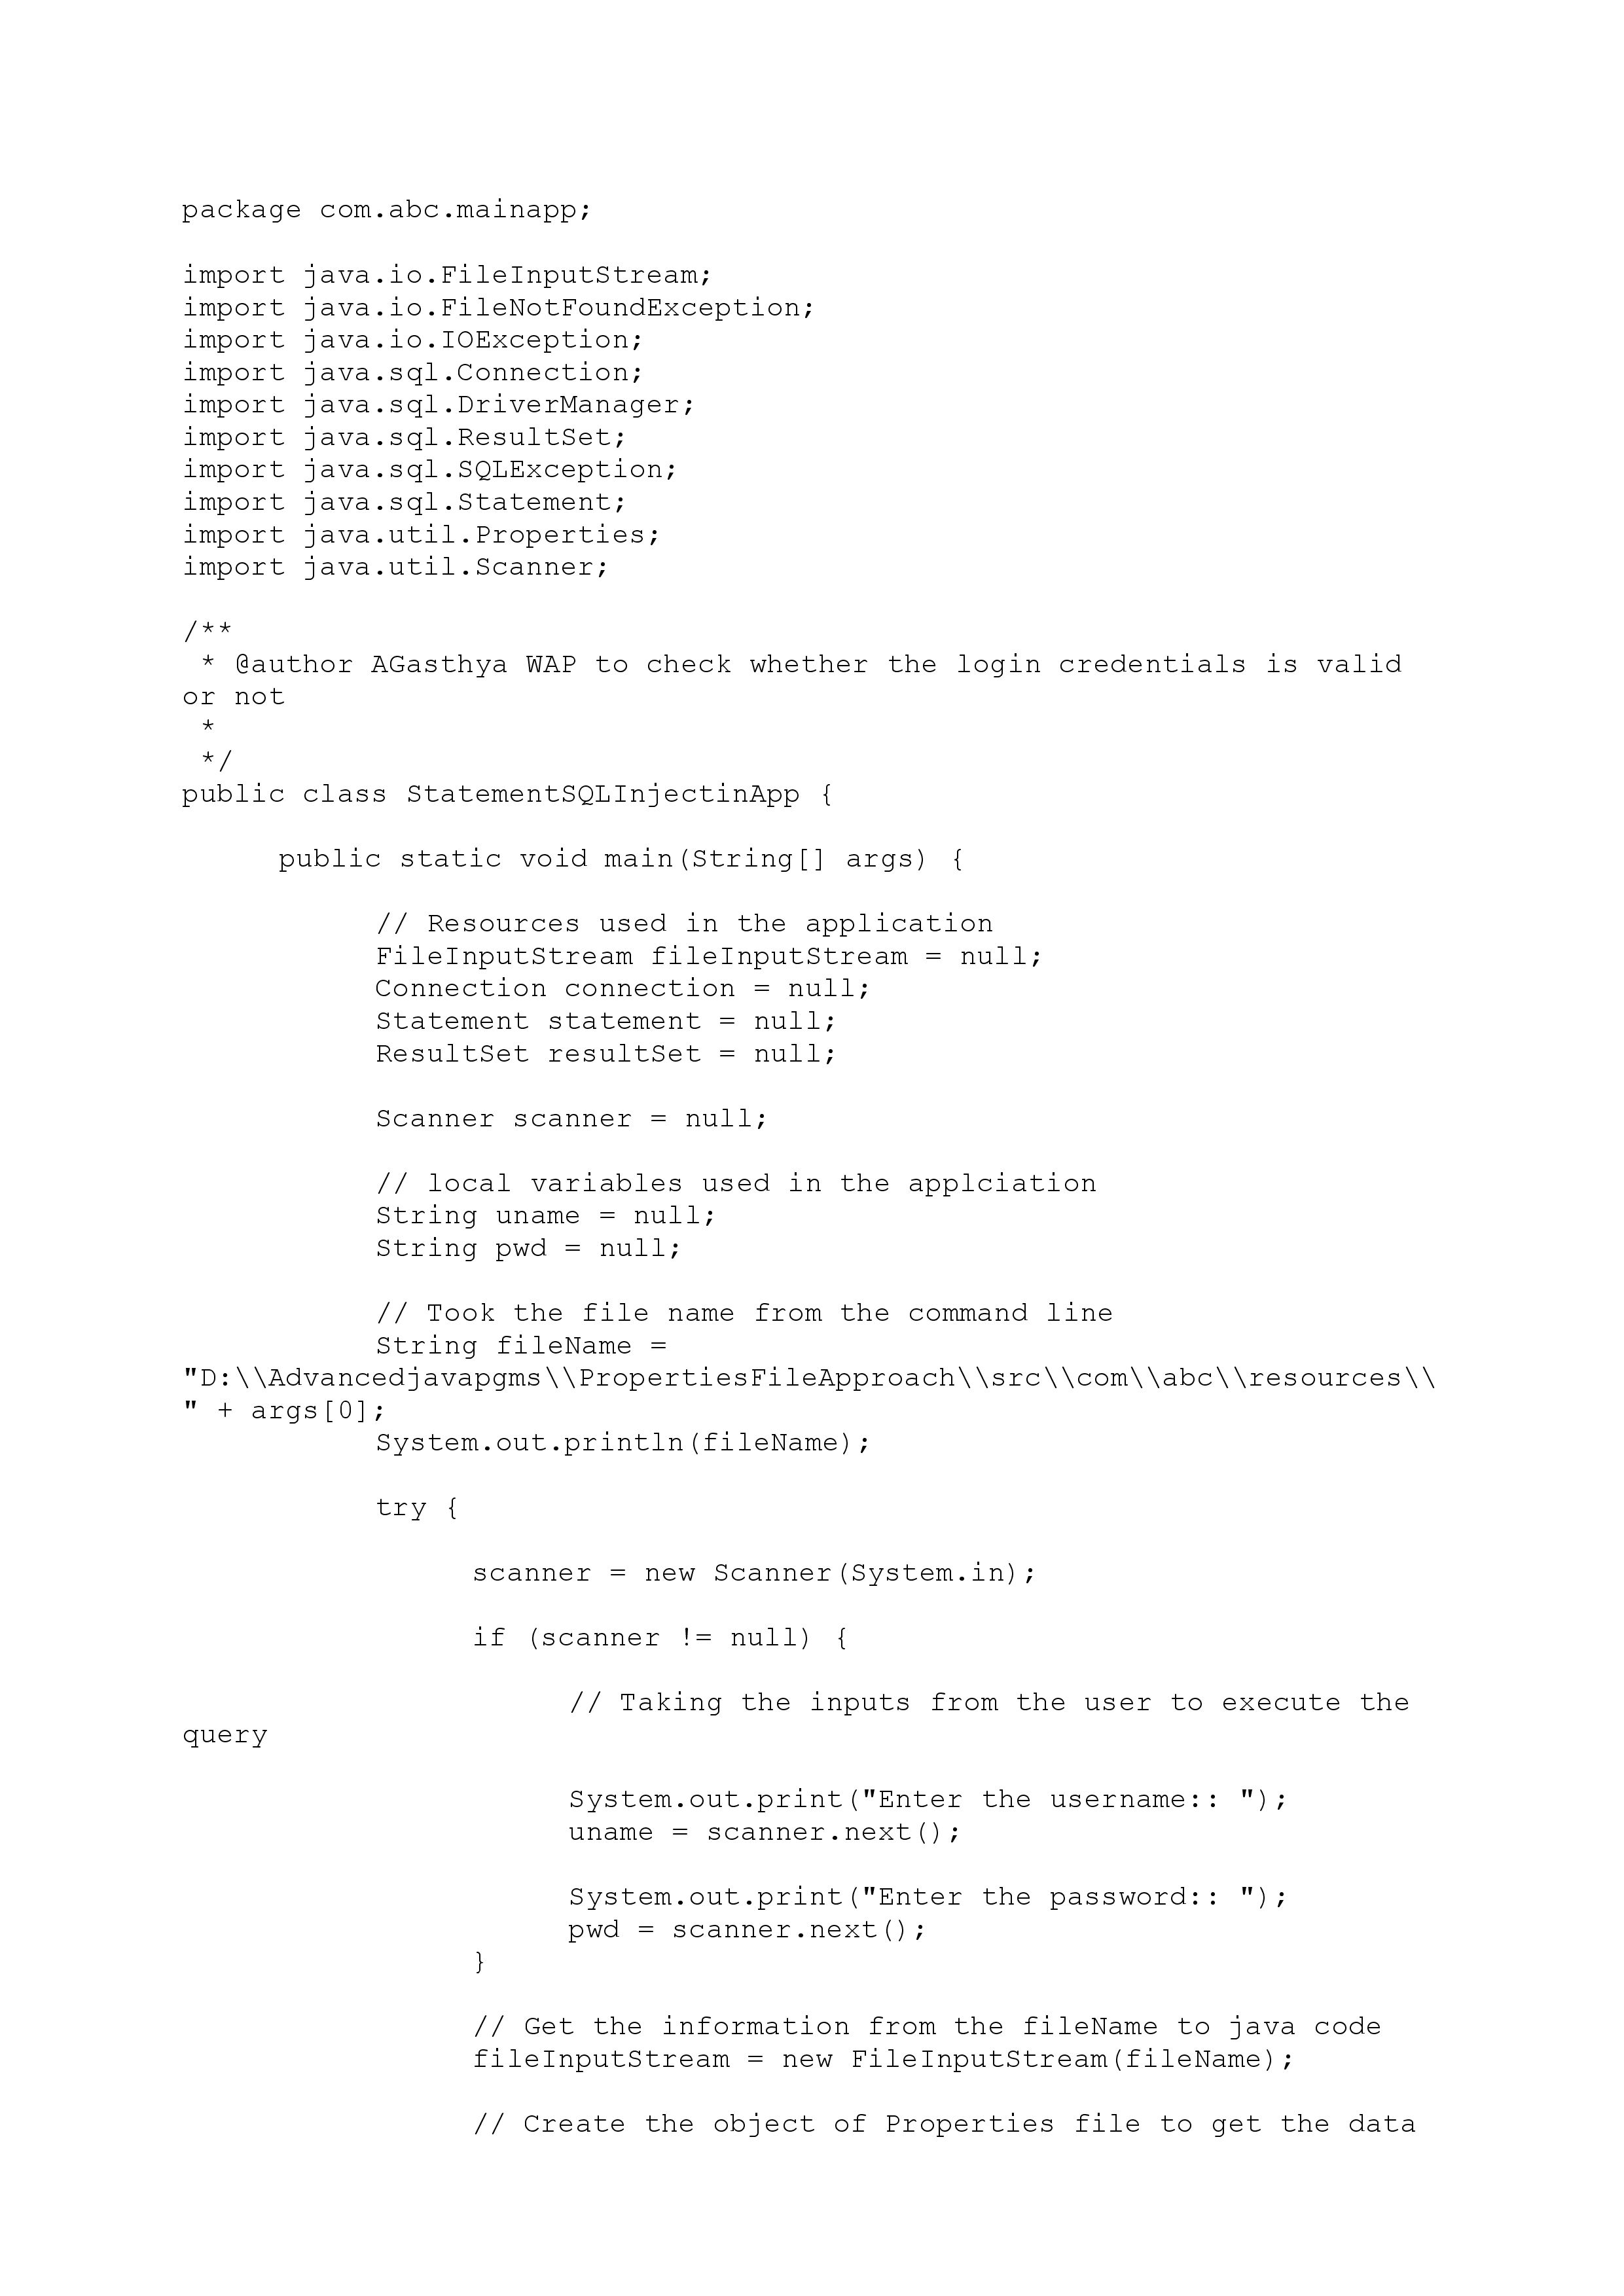 package com.abc.mainapp;
import java.io.FileInputStream;
import java.io.FileNotFoundException;
import java.io.IOException;
import java.sql.Connection;
import java.sql.DriverManager;
import java.sql.ResultSet;
import java.sql.SQLException;
import java.sql.Statement;
import java.util.Properties;
import java.util.Scanner;
/**
* @author AGasthya WAP to check whether the login credentials is valid
or not
*
*/
public class StatementSQLInjectinApp {
public static void main(String[] args) {
// Resources used in the application
FileInputStream fileInputStream = null;
Connection connection = null;
Statement statement = null;
ResultSet resultSet = null;
Scanner scanner = null;
// local variables used in the applciation
String uname = null;
String pwd = null;
// Took the file name from the command line
String fileName =
"D:\\Advancedjavapgms\\PropertiesFileApproach\\src\\com\\abc\\resources\\
" + args[0];
System.out.println(fileName);
try {
scanner = new Scanner(System.in);
if (scanner != null) {
// Taking the inputs from the user to execute the
query
System.out.print("Enter the username:: ");
uname = scanner.next();
System.out.print("Enter the password:: ");
pwd = scanner.next();
}
// Get the information from the fileName to java code
fileInputStream = new FileInputStream(fileName);
// Create the object of Properties file to get the data